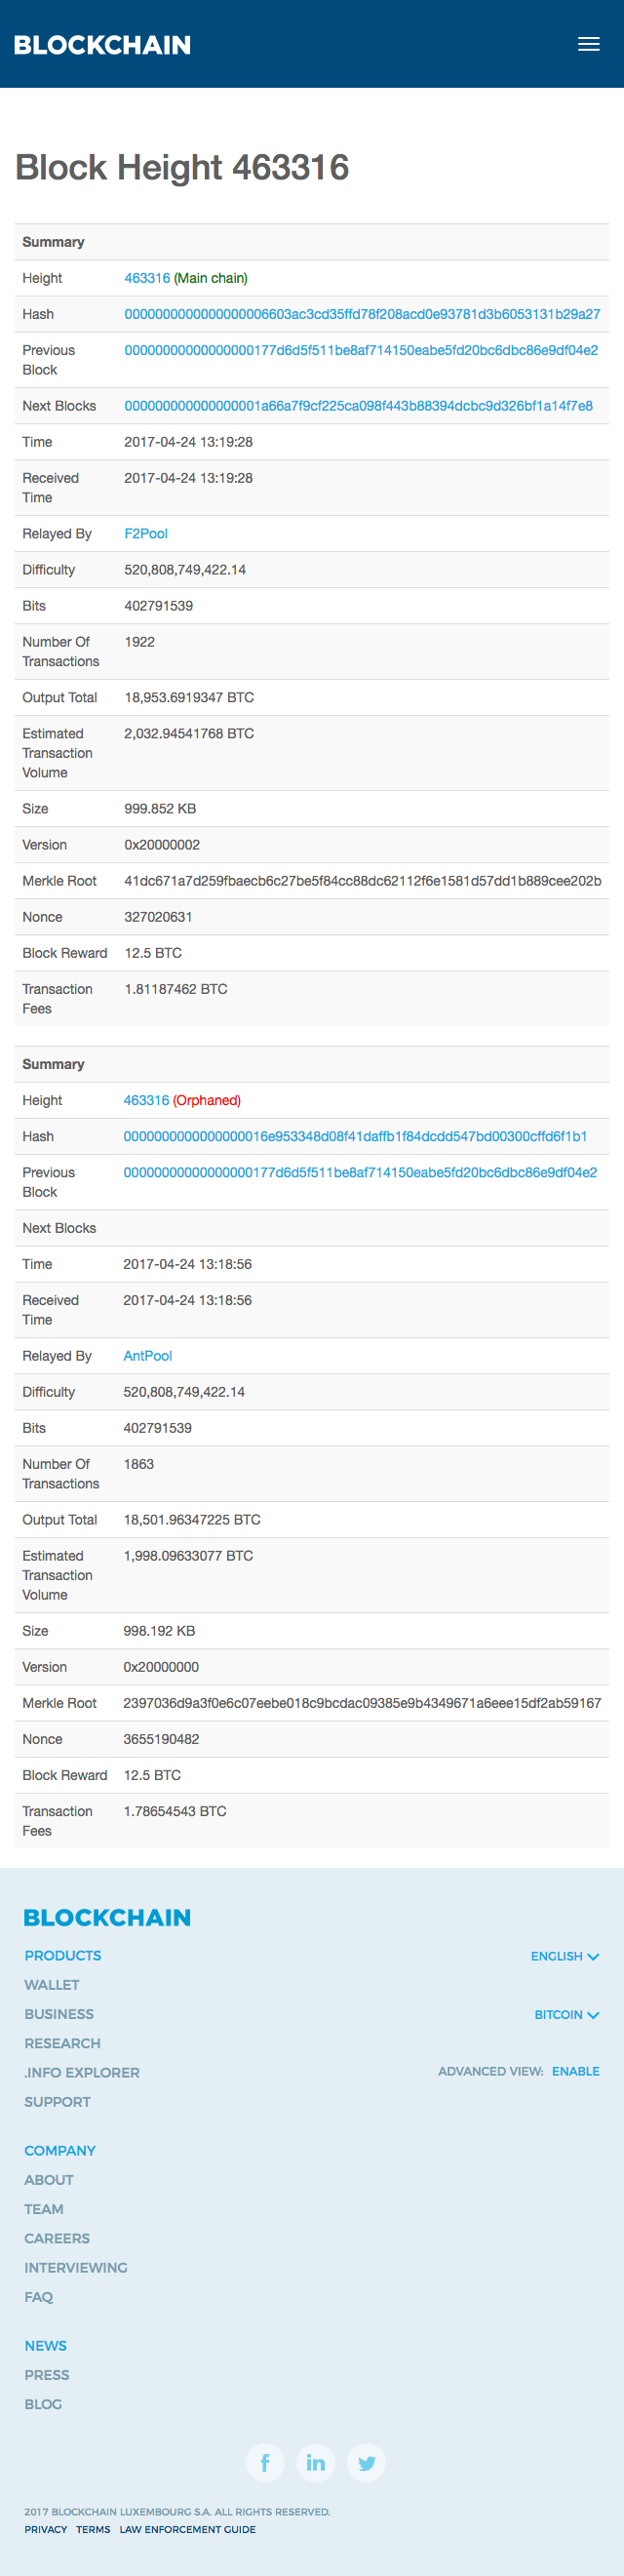 BLOCKCHAIN
Block Height 463316
Summary
Height 463316 (Main chain)
Hash 0000000000000000006603ac3cd35ffd78f208acd0e93781d3b6053131b29a27
Previous Block 00000000000000000177d6d5f511be8af714150eabe5fd20bc6dbc86e9df04e2
Next Blocks 000000000000000001a66a7f9cf225ca098f443b88394dcbc9d326bf1a14f7e8
Time 2017-04-24 13:19:28
Received Time 2017-04-24 13:19:28
Relayed By F2Pool
Difficulty 520,808,749,422.14
Bits 402791539
Number Of Transactions 1922
Output Total 18,953.6919347 BTC
Estimated Transaction Volume 2,032.94541768 BTC
Size 999.852 KB
Version 0x20000002
Merkle Root 41dc671a7d259fbaecb6c27be5f84cc88dc62112f6e1581d57dd1b889cee202b
Nonce 327020631
Block Reward 12.5 BTC
Transaction Fees 1.81187462 BTC
Summary
Height 463316 (Orphaned)
Hash 0000000000000000016e953348d08f41daffb1f84dcdd547bd00300cffd6f1b1
Previous Block 00000000000000000177d6d5f511be8af714150eabe5fd20bc6dbc86e9df04e2
Next Blocks
Time 2017-04-24 13:18:56
Received Time 2017-04-24 13:18:56
Relayed By AntPool
Difficulty 520,808,749,422.14
Bits 402791539
Number Of Transactions 1863
Output Total 18,501.96347225 BTC
Estimated Transaction Volume 1,998.09633077 BTC
Size 998.192 KB
Version 0x20000000
Merkle Root 2397036d9a3f0e6c07eebe018c9bcdac09385e9b4349671a6eee15df2ab59167
Nonce 3655190482
Block Reward 12.5 BTC
Transaction Fees 1.78654543 BTC
BLOCKCHAIN
PRODUCTS
WALLET
BUSINESS
RESEARCH
.INFO EXPLORER
SUPPORT
ENGLISH
BITCOIN
ADVANCED VIEW: ENABLE
COMPANY
ABOUT
TEAM
CAREERS
INTERVIEWING
FAQ
NEWS
PRESS
BLOG
2017 BLOCKCHAIN LUXEMBOURG S.A. ALL RIGHTS RESERVED.
PRIVACY TERMS LAW ENFORCEMENT GUIDE